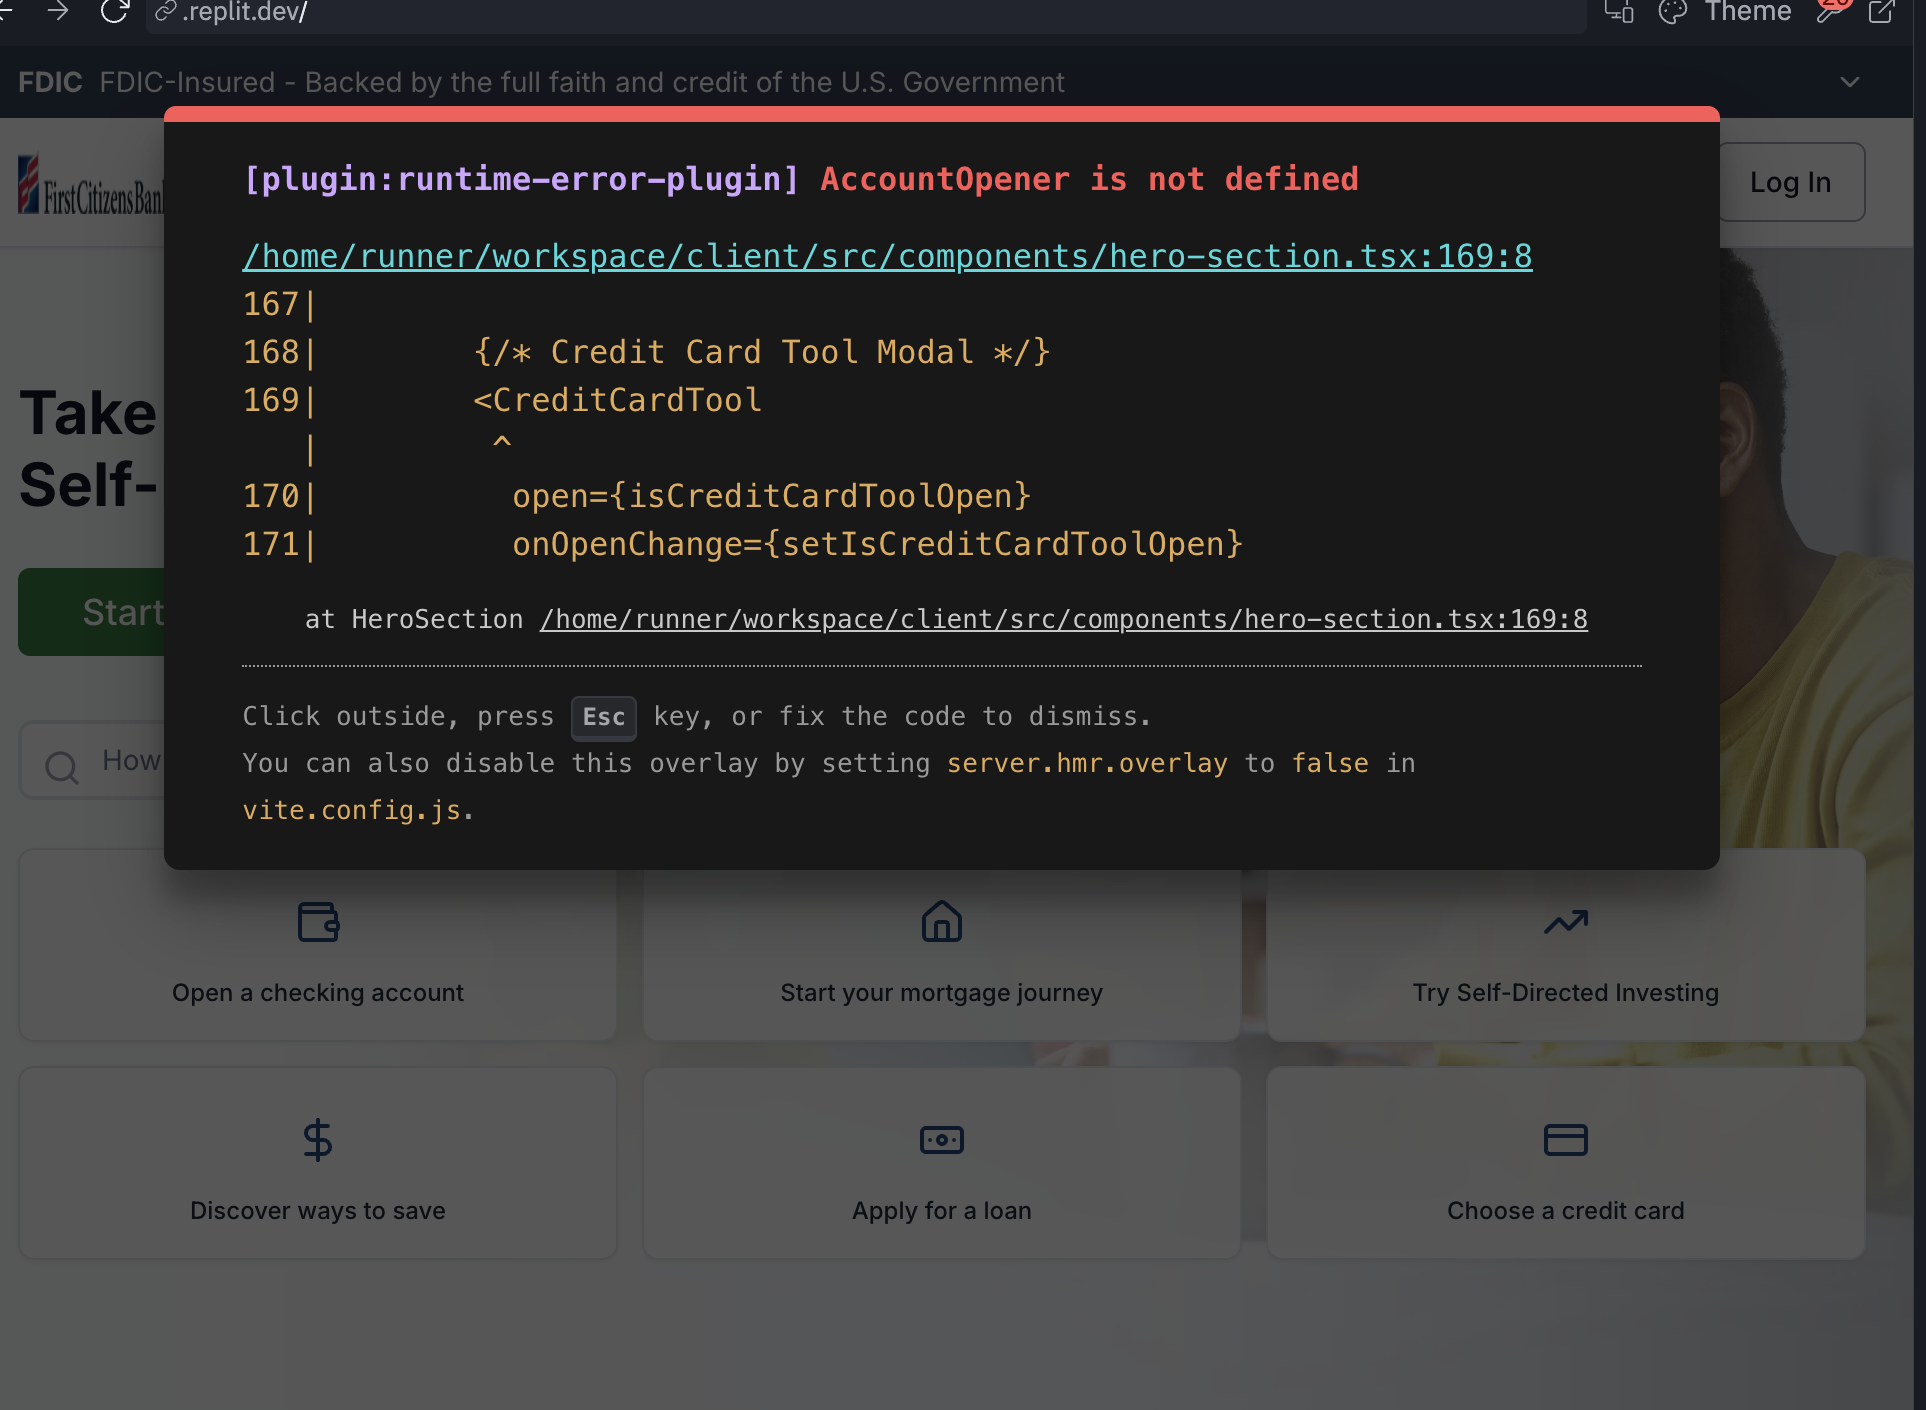 .replit.dev/
Theme
FDIC FDIC-Insured - Backed by the full faith and credit of the U.S. Government
FirstCitizensBan
Log In
[plugin:runtime-error-plugin] AccountOpener is not defined
/home/runner/workspace/client/src/components/hero-section.tsx:169:8
167|
168|        {/* Credit Card Tool Modal */}
169|        <CreditCardTool
   |         ^
170|          open={isCreditCardToolOpen}
171|          onOpenChange={setIsCreditCardToolOpen}
at HeroSection /home/runner/workspace/client/src/components/hero-section.tsx:169:8
Click outside, press Esc key, or fix the code to dismiss.
You can also disable this overlay by setting server.hmr.overlay to false in
vite.config.js.
Take
Self-
Start
How
Open a checking account
Start your mortgage journey
Try Self-Directed Investing
Discover ways to save
Apply for a loan
Choose a credit card